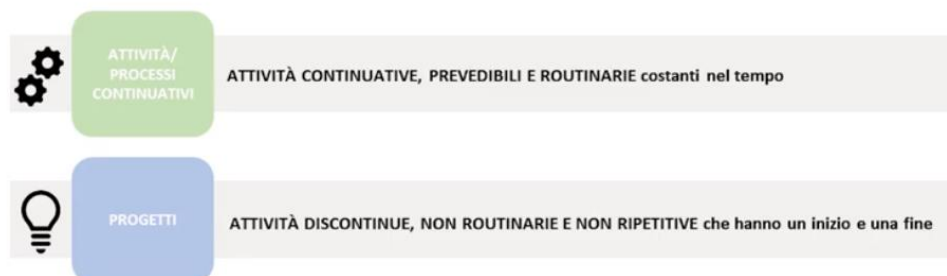 ATTIVITÀ/
PROCESSI
CONTINUATIVI
ATTIVITÀ CONTINUATIVE, PREVEDIBILI E ROUTINARIE costanti nel tempo
PROGETTI
ATTIVITÀ DISCONTINUE, NON ROUTINARIE E NON RIPETITIVE che hanno un inizio e una fine